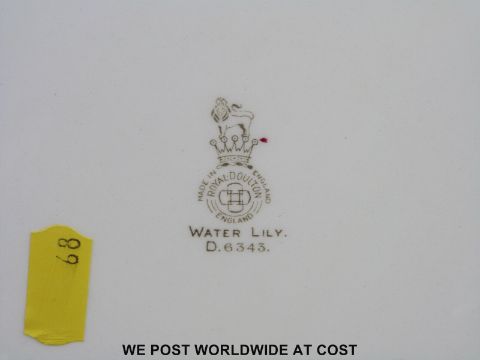 MADE IN ENGLAND
ROYAL·DOULTON
ENGLAND
WATER LILY.
D.6343.
68
WE POST WORLDWIDE AT COST